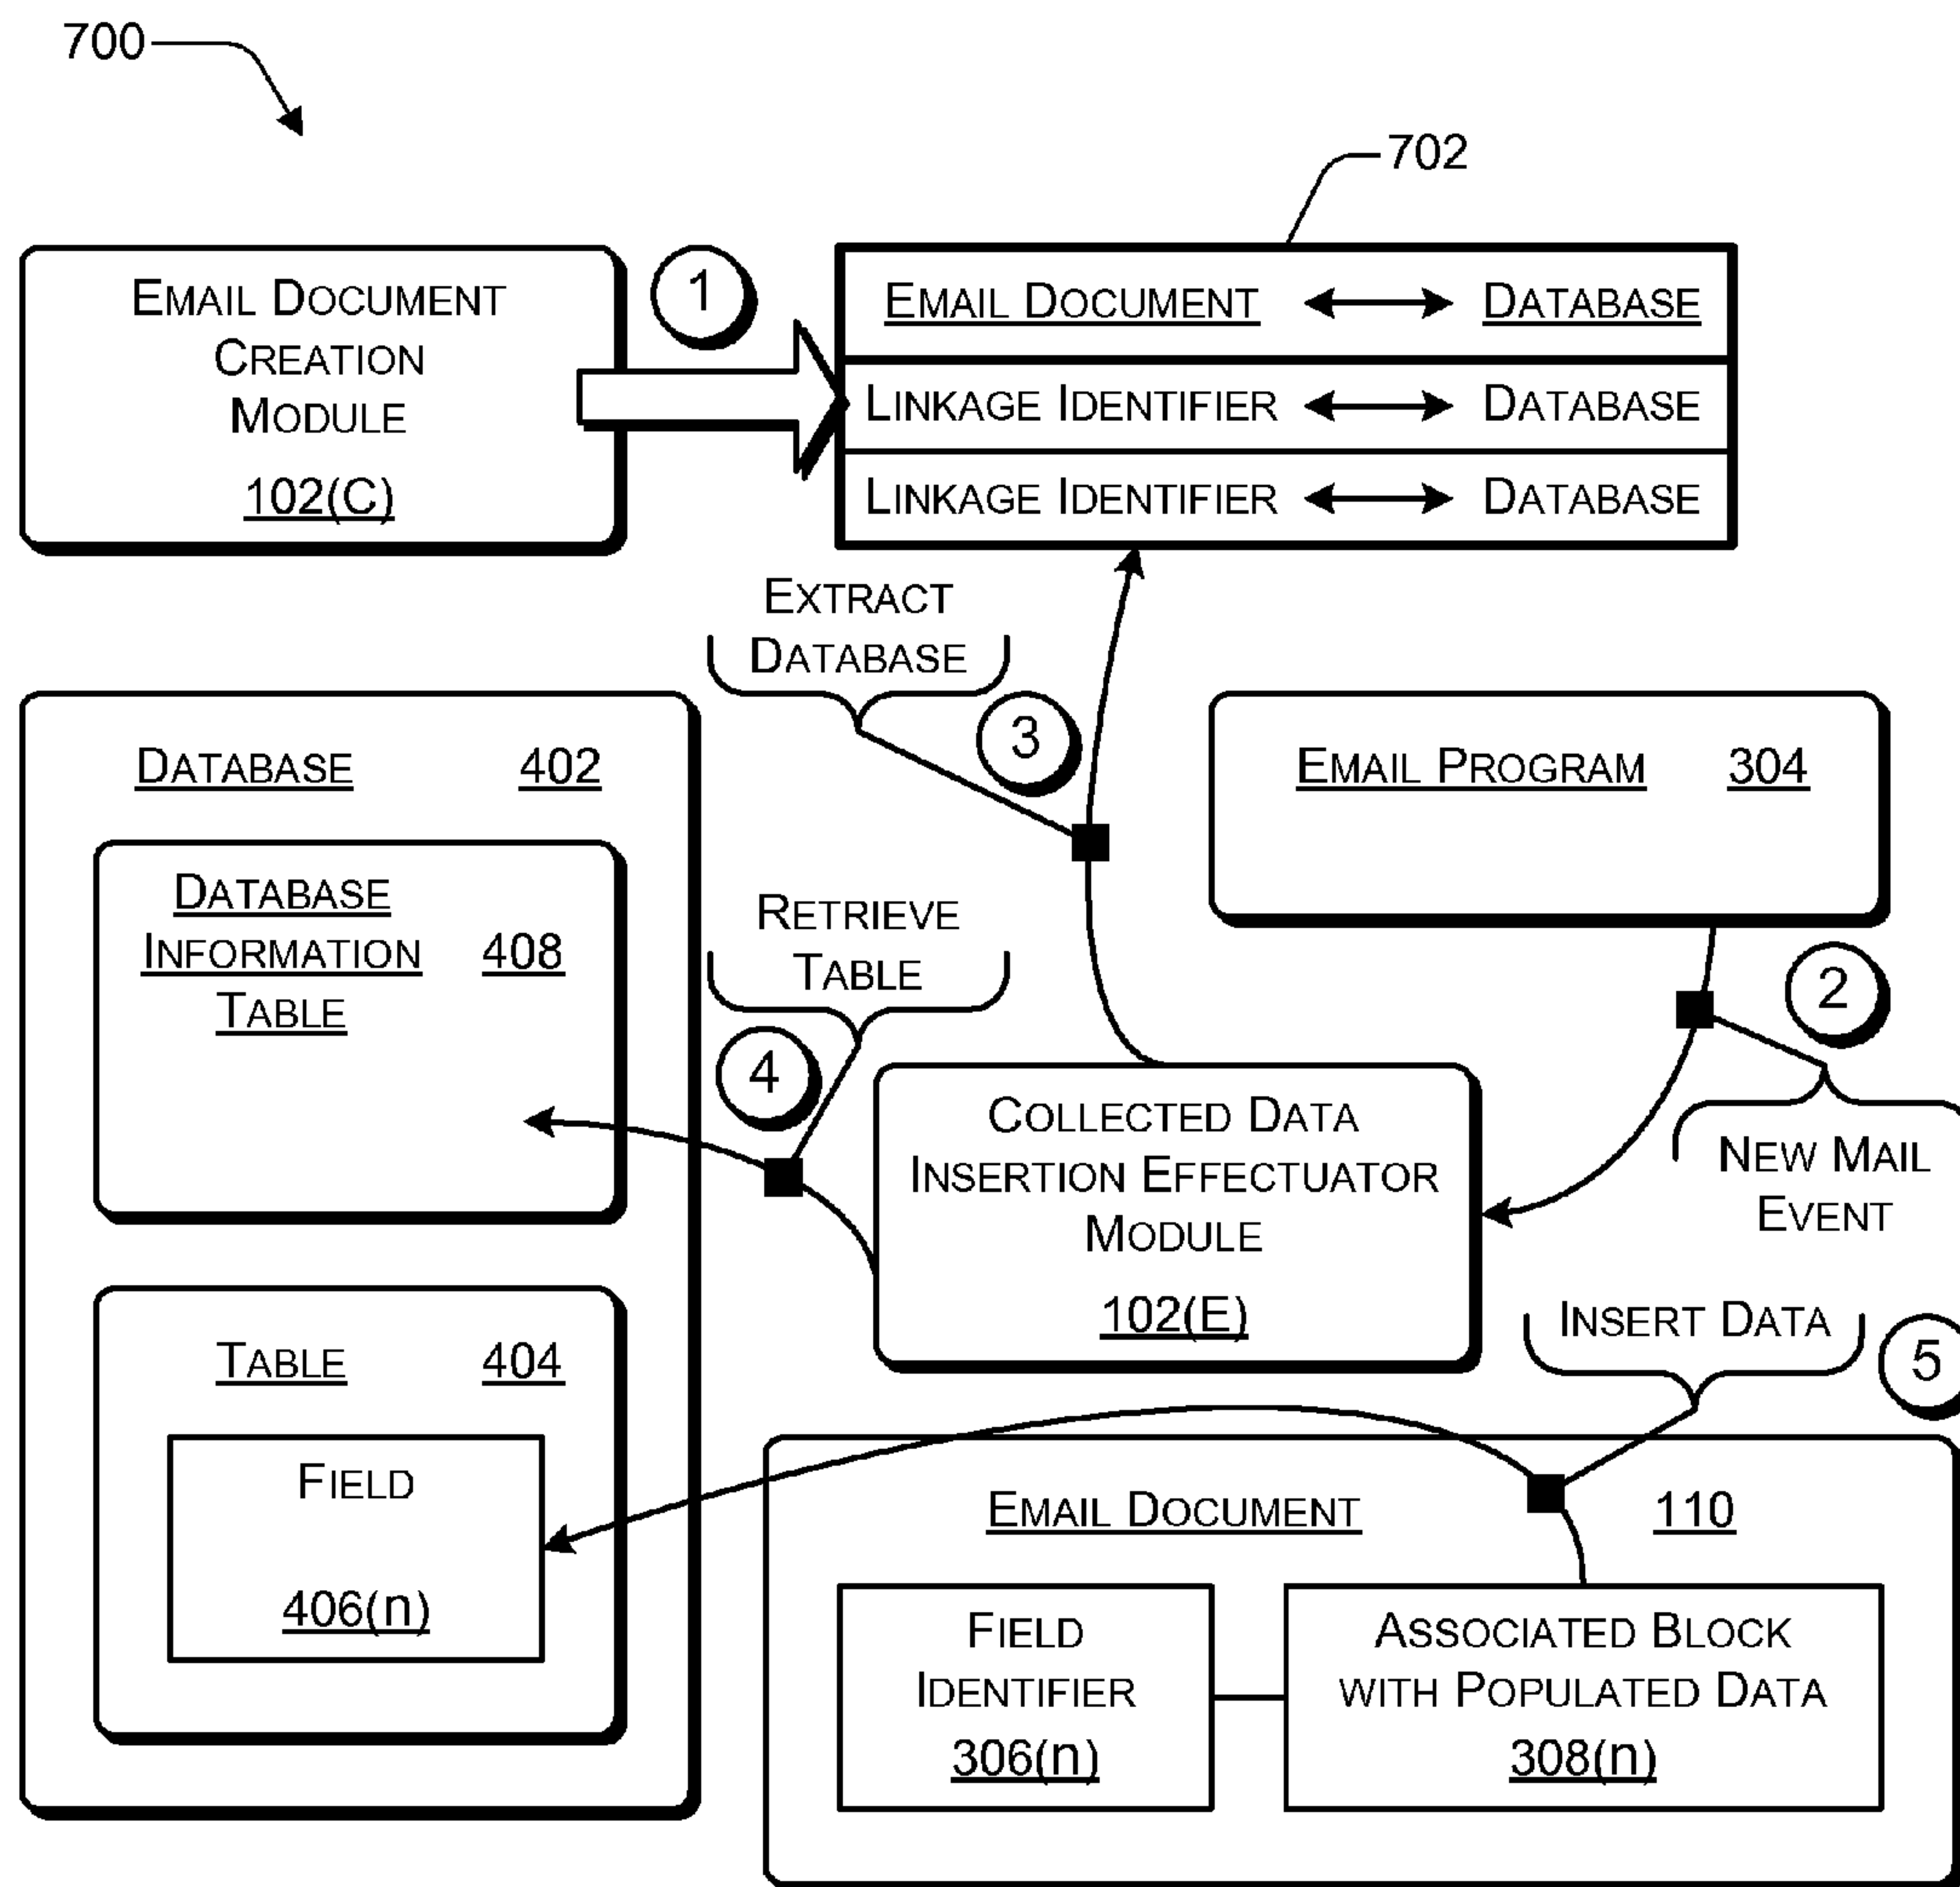 700
702
EMAIL DOCUMENT
CREATION
MODULE
102(C)
1
EMAIL DOCUMENT DATABASE
LINKAGE IDENTIFIER DATABASE
LINKAGE IDENTIFIER DATABASE
EXTRACT
DATABASE
3
DATABASE 402
DATABASE
INFORMATION 408
TABLE
EMAIL PROGRAM 304
RETRIEVE
TABLE
4
2
NEW MAIL
EVENT
COLLECTED DATA
INSERTION EFFECTUATOR
MODULE
102(E)
INSERT DATA
5
TABLE 404
FIELD
406(n)
EMAIL DOCUMENT 110
FIELD
IDENTIFIER
306(n)
ASSOCIATED BLOCK
WITH POPULATED DATA
308(n)